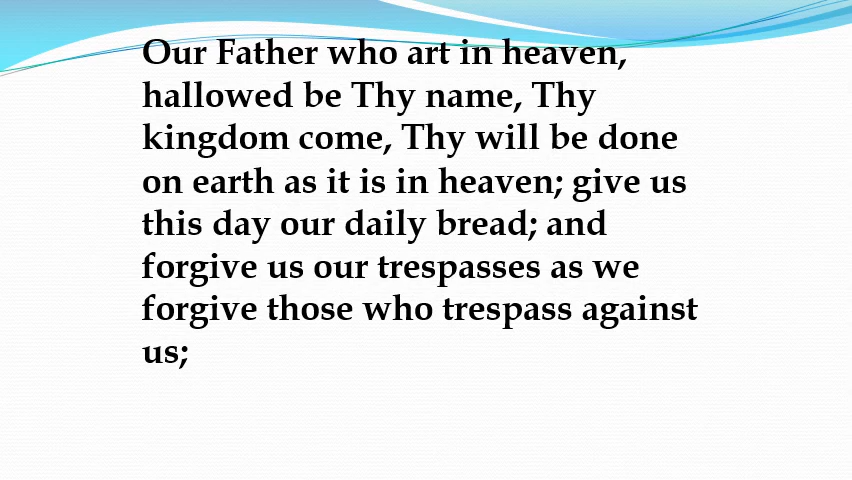 Our Father who art in heaven,
hallowed be Thy name, Thy
kingdom come, Thy will be done
on earth as it is in heaven; give us
this day our daily bread; and
forgive us our trespasses as we
forgive those who trespass against
us;